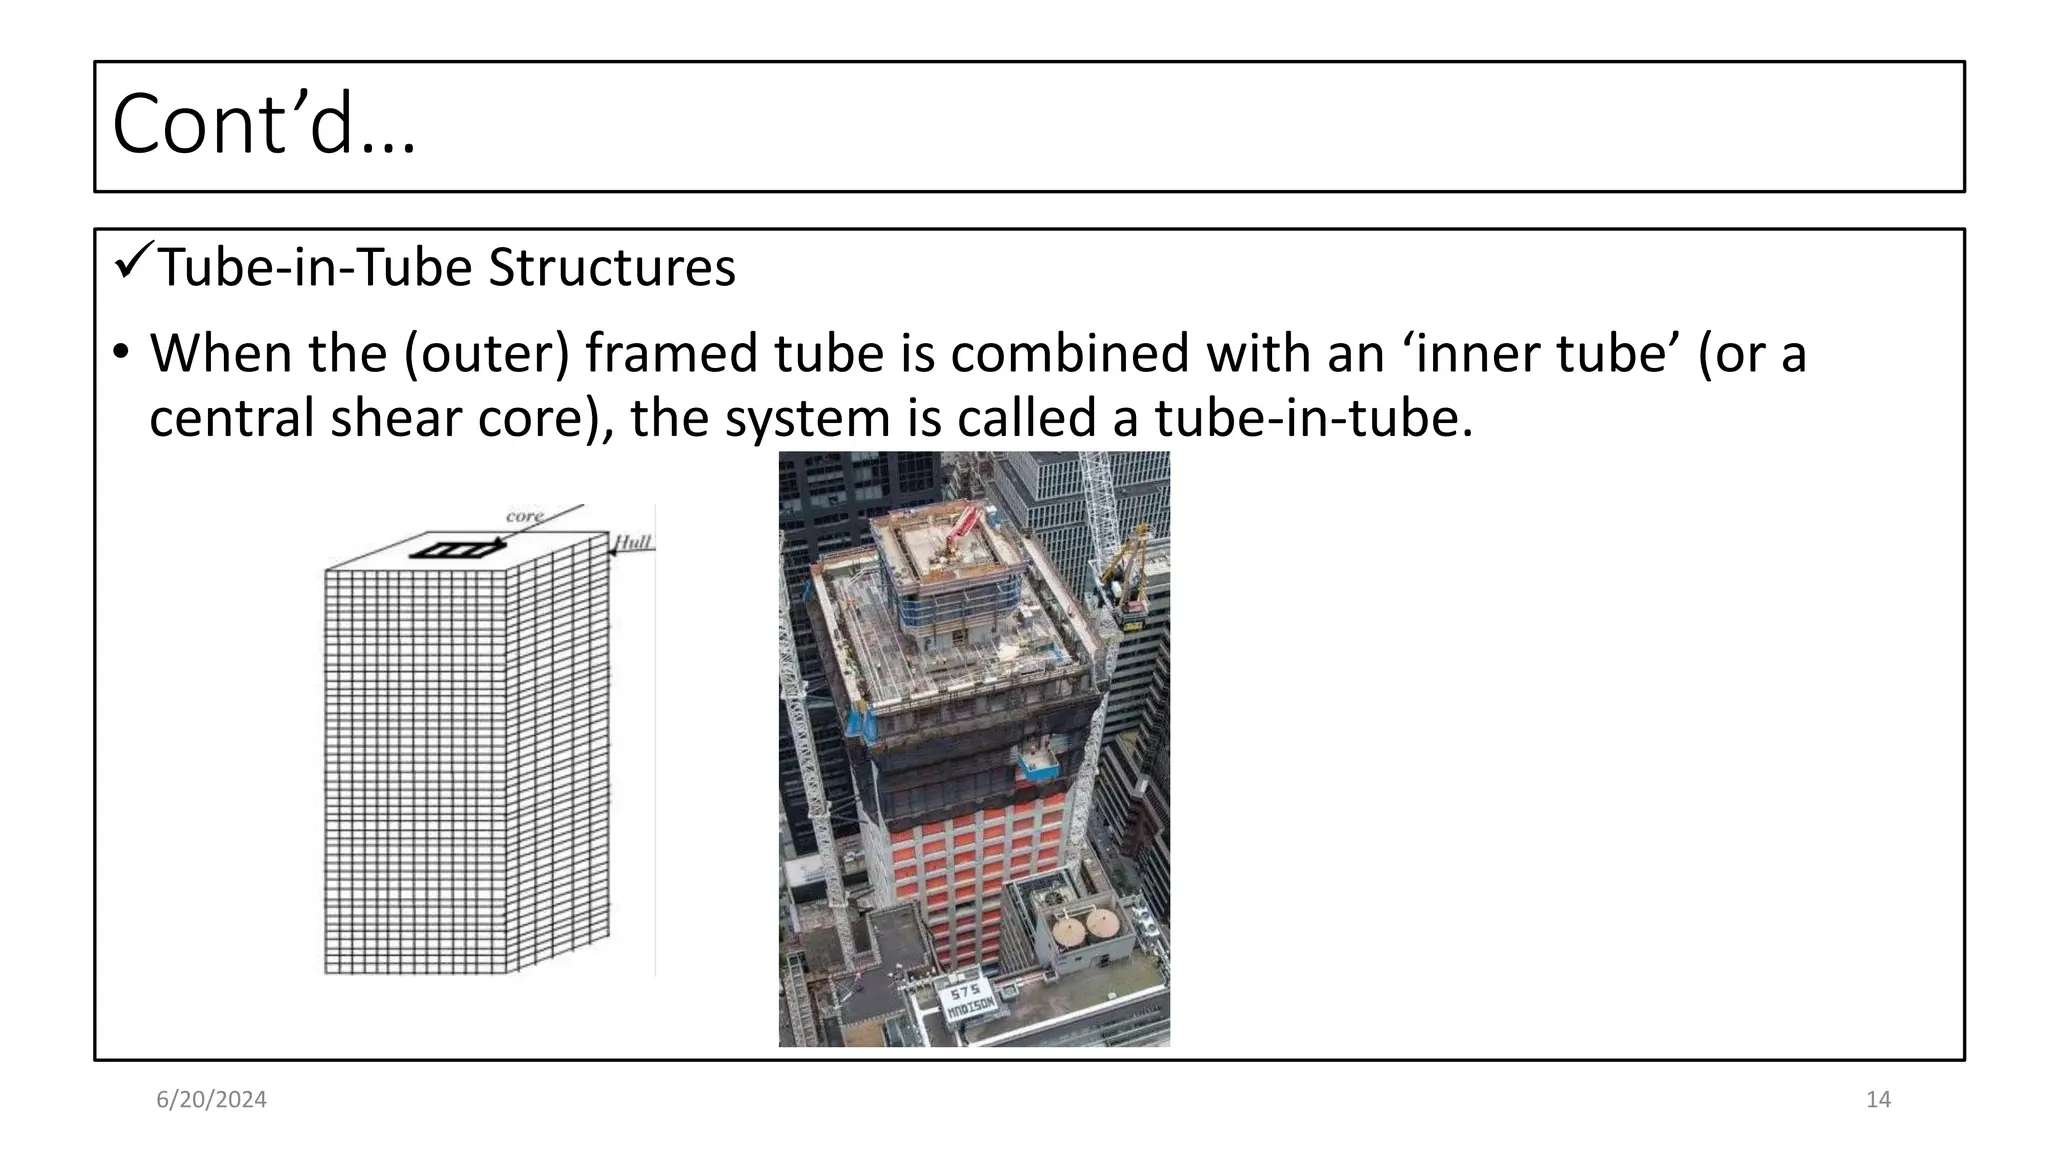 Cont’d…
✓Tube-in-Tube Structures
• When the (outer) framed tube is combined with an ‘inner tube’ (or a
central shear core), the system is called a tube-in-tube.
core
Hull
575
MADISON
6/20/2024
14